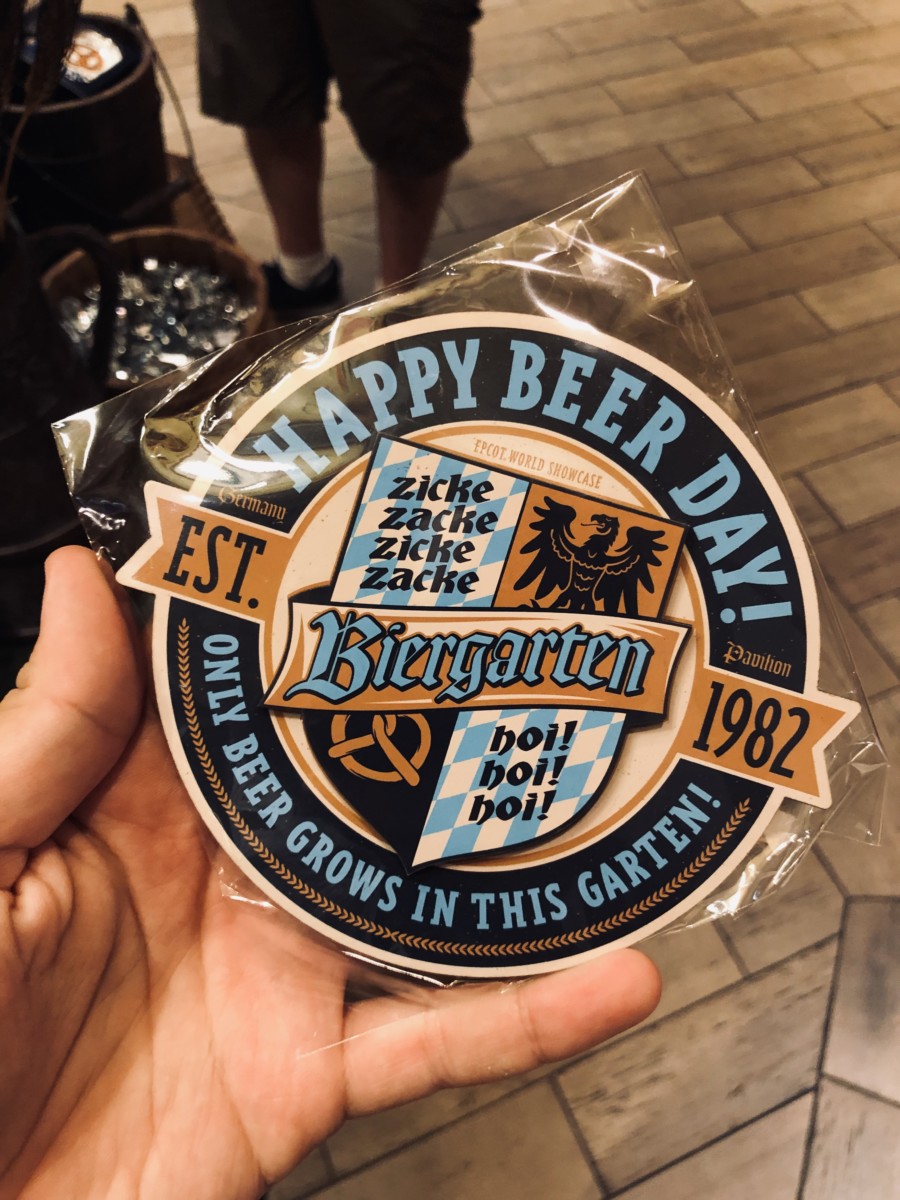 HAPPY BEER DAY!
EPCOT, WORLD SHOWCASE
Germany
EST.
zicke
zacke
zicke
zacke
Biergarten
Pavilion
1982
hoi!
hoi!
hoi!
ONLY BEER GROWS IN THIS GARTEN!